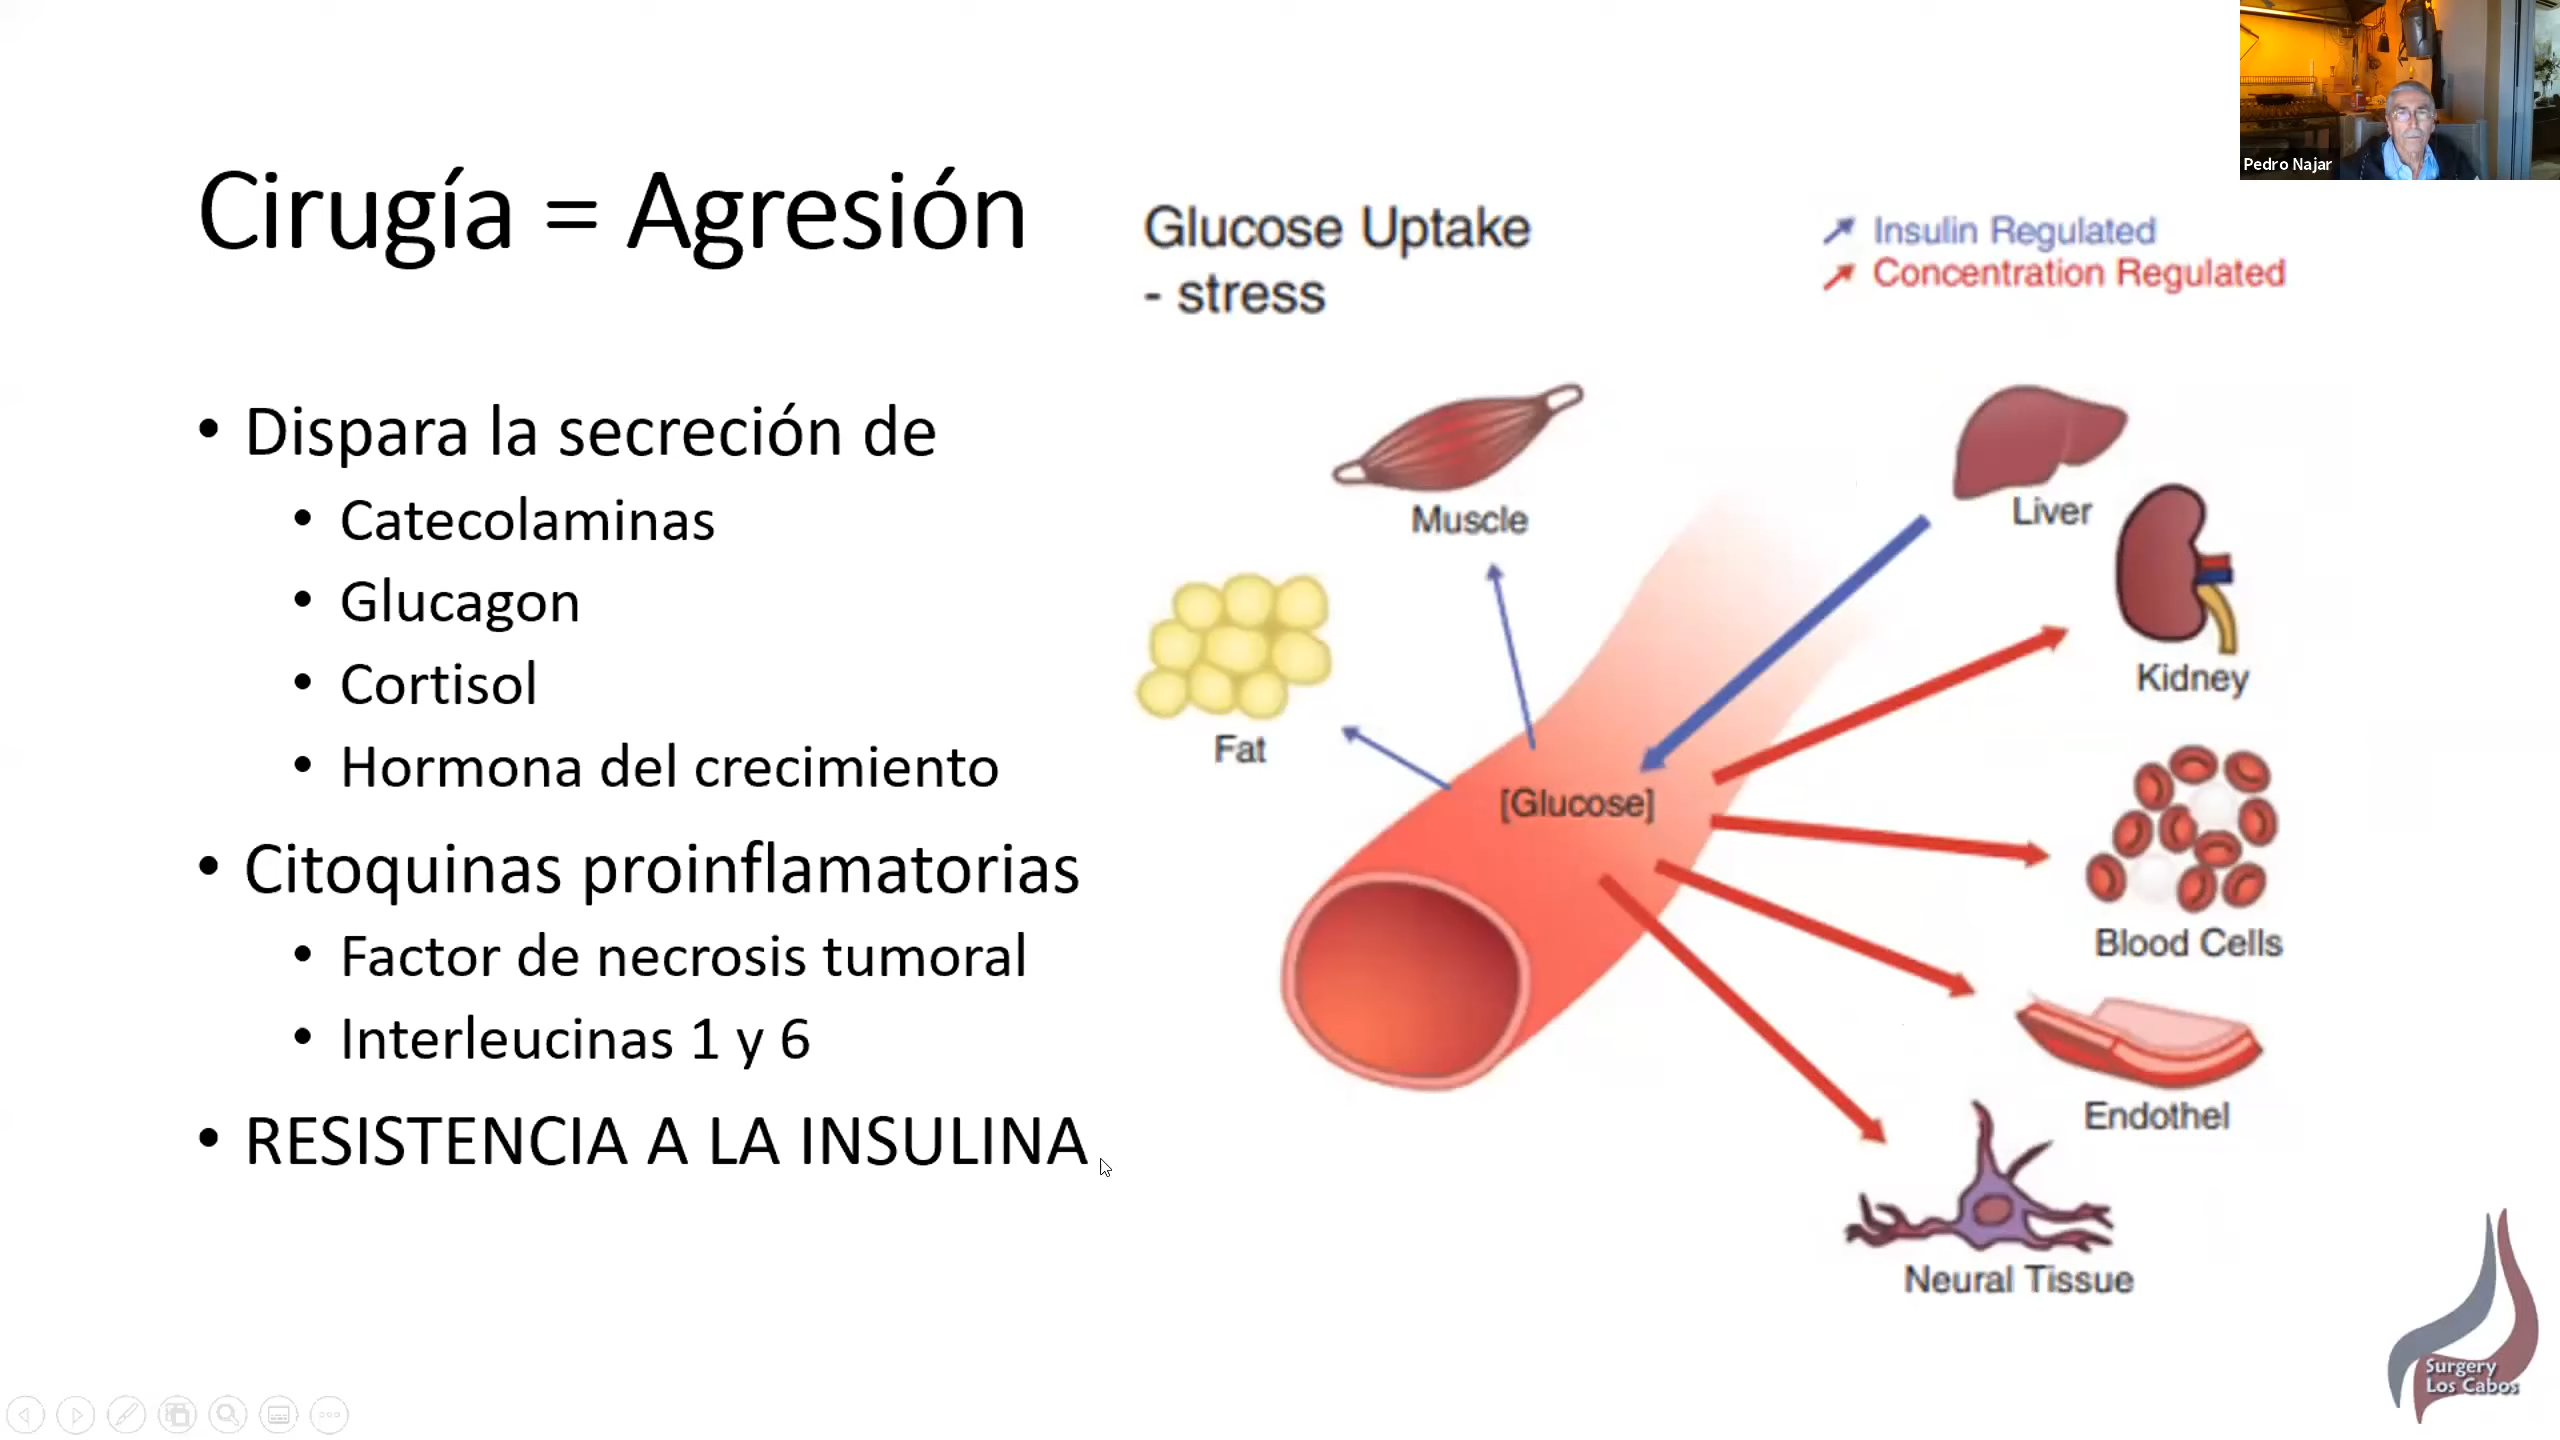 Pedro Najar
Cirugía = Agresión
Glucose Uptake
- stress
Insulin Regulated
Concentration Regulated
• Dispara la secreción de
• Catecolaminas
• Glucagon
• Cortisol
• Hormona del crecimiento
• Citoquinas proinflamatorias
• Factor de necrosis tumoral
• Interleucinas 1 y 6
• RESISTENCIA A LA INSULINA
Muscle
Liver
Kidney
Fat
[Glucose]
Blood Cells
Endothel
Neural Tissue
Surgery
Los Cabos